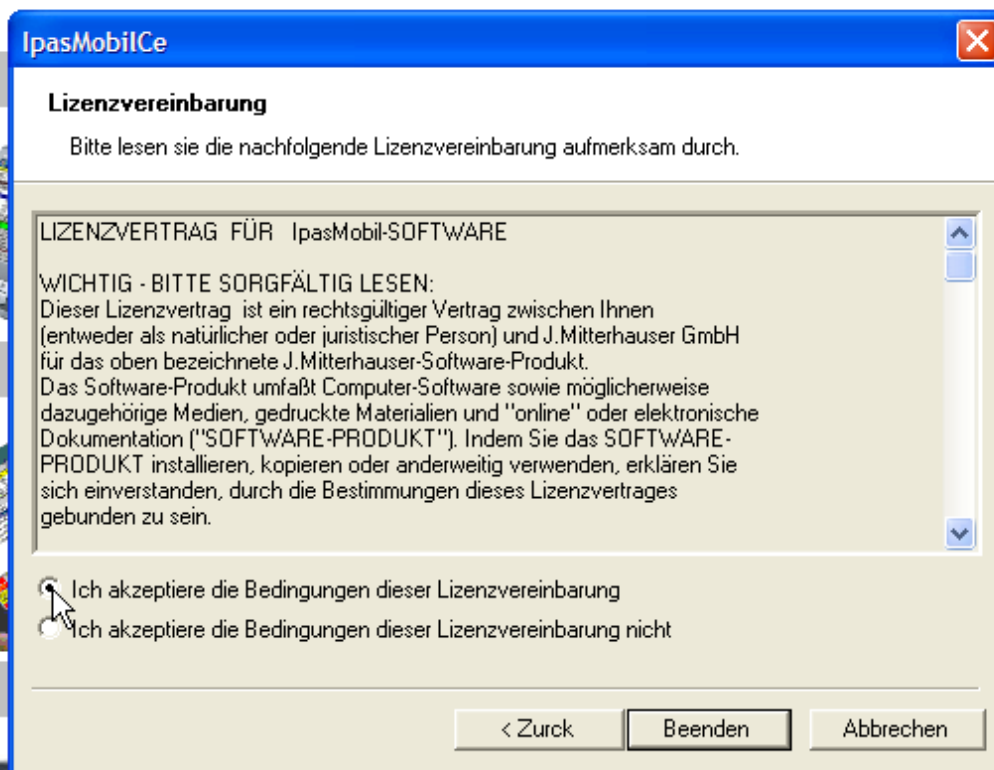 IpasMobilCe
Lizenzvereinbarung
Bitte lesen sie die nachfolgende Lizenzvereinbarung aufmerksam durch.
LIZENZVERTRAG FÜR IpasMobil-SOFTWARE
WICHTIG - BITTE SORGFÄLTIG LESEN:
Dieser Lizenzvertrag ist ein rechtsgültiger Vertrag zwischen Ihnen
(entweder als natürlicher oder juristischer Person) und J.Mitterhauser GmbH
für das oben bezeichnete J.Mitterhauser-Software-Produkt.
Das Software-Produkt umfaßt Computer-Software sowie möglicherweise
dazugehörige Medien, gedruckte Materialien und "online" oder elektronische
Dokumentation ("SOFTWARE-PRODUKT"). Indem Sie das SOFTWARE-
PRODUKT installieren, kopieren oder anderweitig verwenden, erklären Sie
sich einverstanden, durch die Bestimmungen dieses Lizenzvertrages
gebunden zu sein.
Ich akzeptiere die Bedingungen dieser Lizenzvereinbarung
Ich akzeptiere die Bedingungen dieser Lizenzvereinbarung nicht
< Zurck Beenden Abbrechen